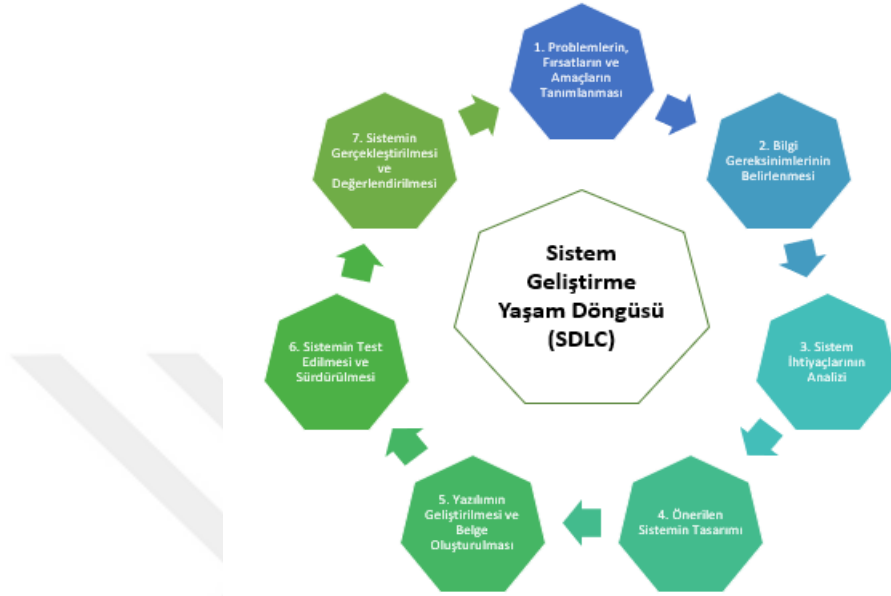 1. Problemlerin,
Fırsatların ve
Amaçların
Tanımlanması
2. Bilgi
Gereksinimlerinin
Belirlenmesi
3. Sistem
İhtiyaçlarının
Analizi
4. Önerilen
Sistemin Tasarımı
5. Yazılımın
Geliştirilmesi ve
Belge
Oluşturulması
6. Sistemin Test
Edilmesi ve
Sürdürülmesi
7. Sistemin
Gerçekleştirilmesi
ve
Değerlendirilmesi
Sistem
Geliştirme
Yaşam Döngüsü
(SDLC)